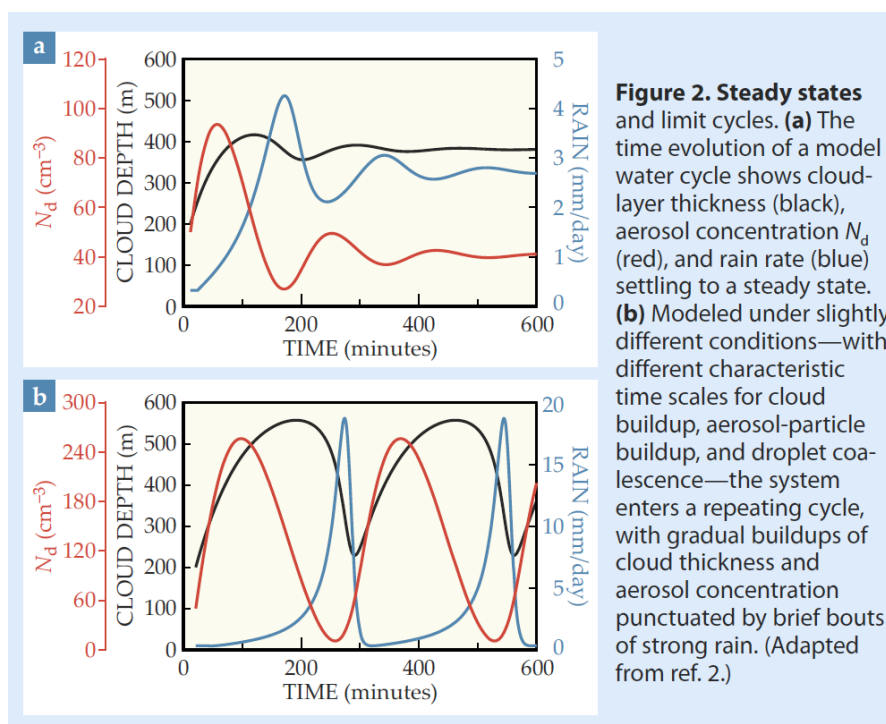 a
120
100
80
60
40
20
N_d (cm⁻³)
600
500
400
300
200
100
0
CLOUD DEPTH (m)
5
4
3
2
1
0
RAIN (mm/day)
0 200 400 600
TIME (minutes)
b
300
240
180
120
60
0
N_d (cm⁻³)
600
500
400
300
200
100
0
CLOUD DEPTH (m)
20
15
10
5
0
RAIN (mm/day)
0 200 400 600
TIME (minutes)
Figure 2. Steady states
and limit cycles. (a) The
time evolution of a model
water cycle shows cloud-
layer thickness (black),
aerosol concentration N_d
(red), and rain rate (blue)
settling to a steady state.
(b) Modeled under slightly
different conditions—with
different characteristic
time scales for cloud
buildup, aerosol-particle
buildup, and droplet coa-
lescence—the system
enters a repeating cycle,
with gradual buildups of
cloud thickness and
aerosol concentration
punctuated by brief bouts
of strong rain. (Adapted
from ref. 2.)